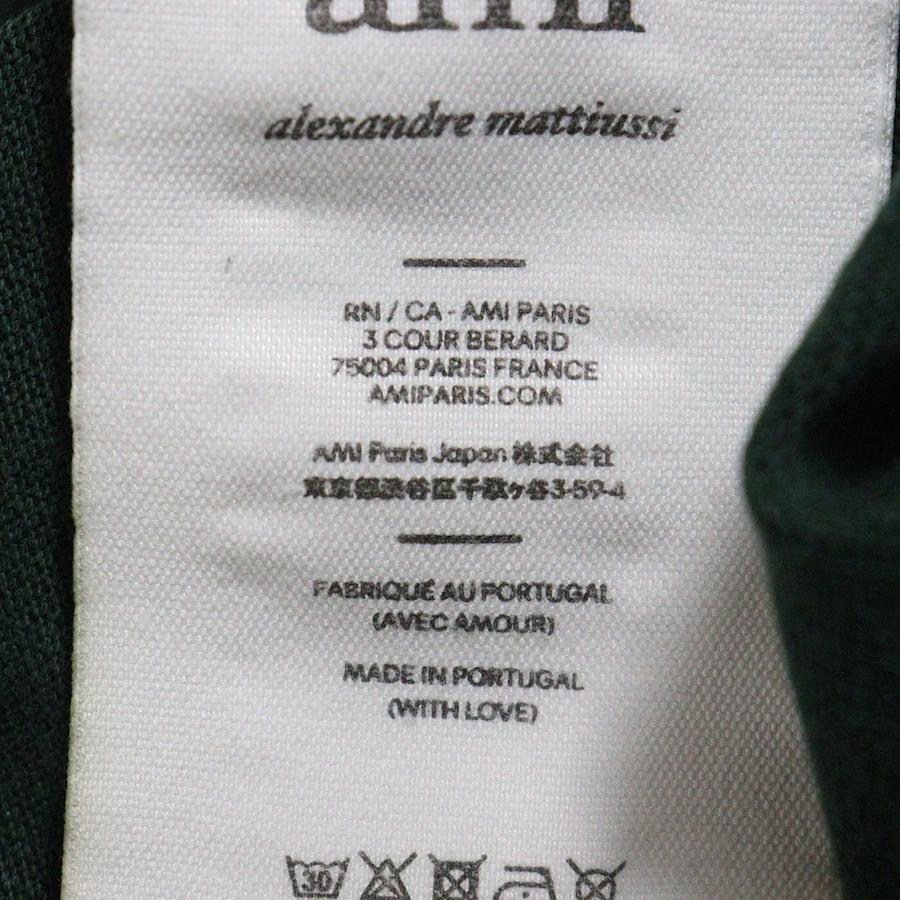 ami
alexandre mattiussi
RN / CA - AMI PARIS
3 COUR BERARD
75004 PARIS FRANCE
AMIPARIS.COM
AMI Paris Japan 株式会社
東京都渋谷区千駄ヶ谷3-59-4
FABRIQUÉ AU PORTUGAL
(AVEC AMOUR)
MADE IN PORTUGAL
(WITH LOVE)
30